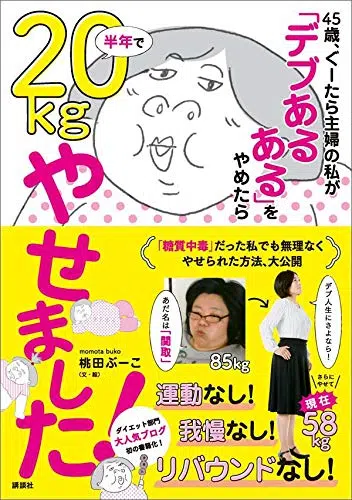 45歳、ぐーたら主婦の私が
「デブある
ある」を
やめたら
半年で
20
kg
やせました!
momota buko
桃田ぶーこ
(文・絵)
「糖質中毒」だった私でも無理なく
やせられた方法、大公開
あだ名は「関取」
85kg
デブ人生にさよなら!
さらに
やせて
現在
58
kg
運動なし!
我慢なし!
リバウンドなし!
ダイエット部門
大人気ブログ
初の書籍化!
講談社